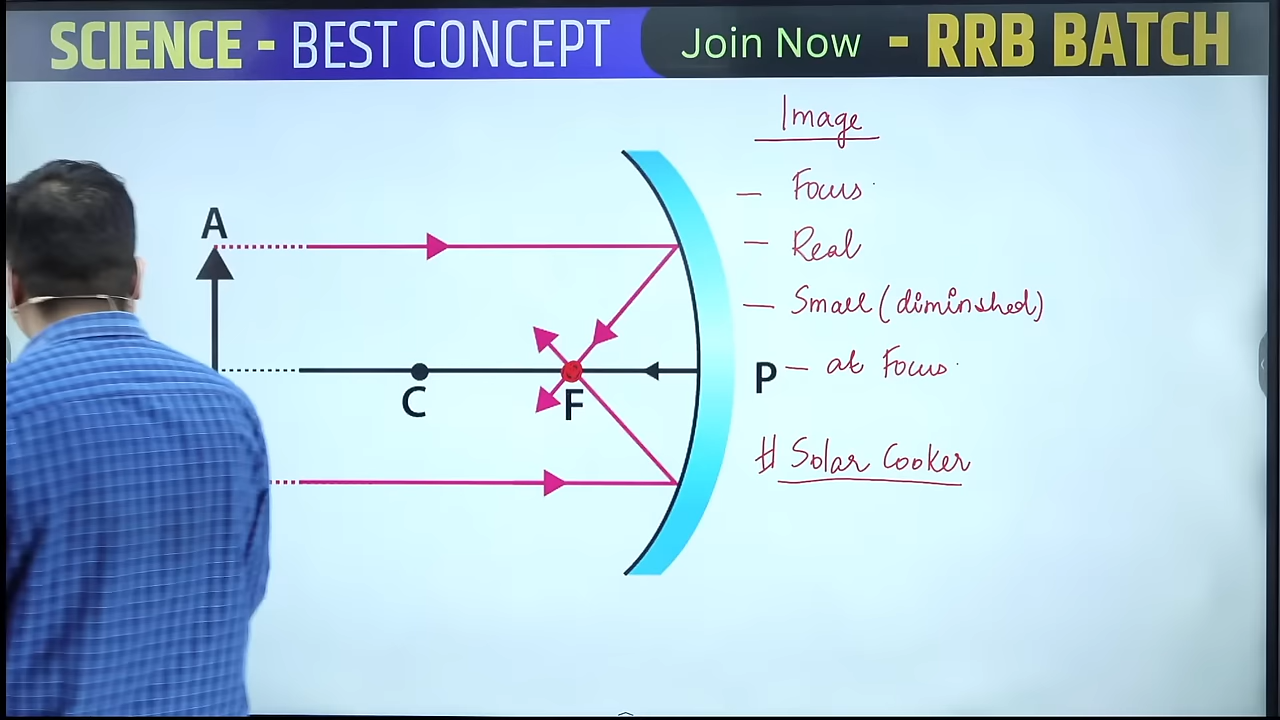 SCIENCE - BEST CONCEPT Join Now - RRB BATCH
Image
- Focus
- Real
- Small (diminshed)
- at Focus
# Solar Cooker
A
C
F
P